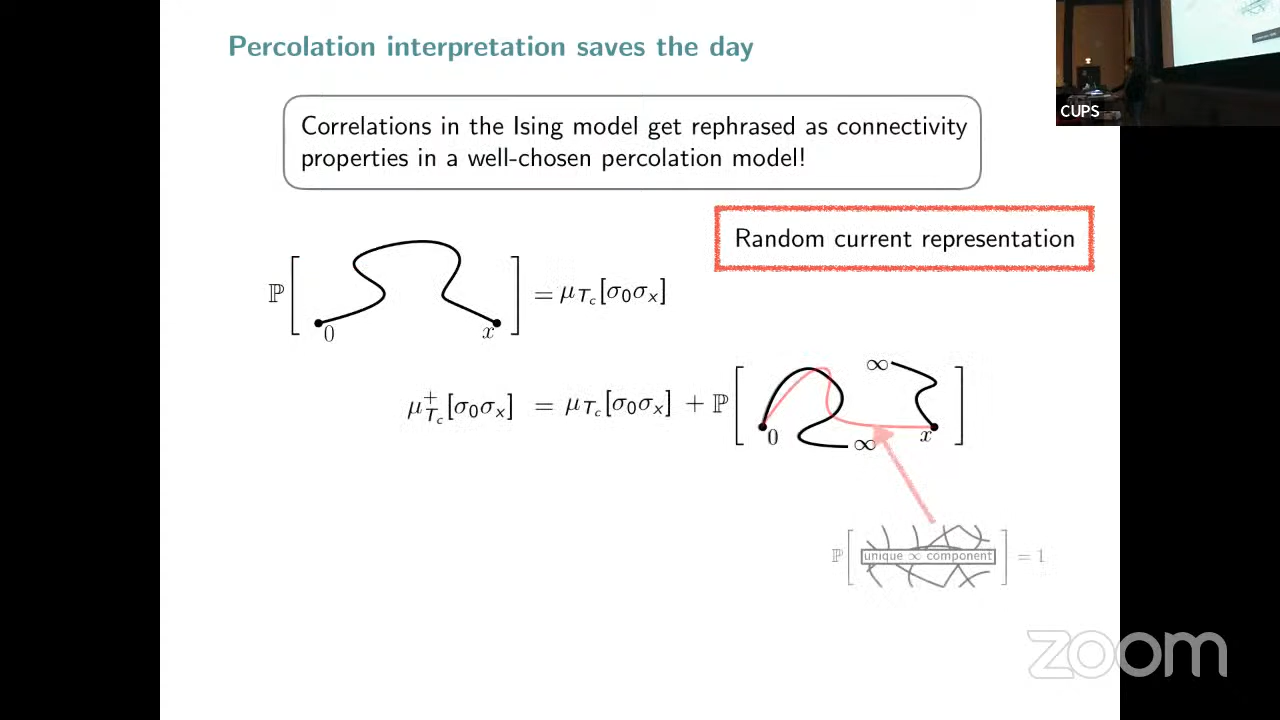 Percolation interpretation saves the day
CUPS
Correlations in the Ising model get rephrased as connectivity
properties in a well-chosen percolation model!
Random current representation
ℙ[ 0 x ] = μ_{T_c}[σ_0σ_x]
μ^+_{T_c}[σ_0σ_x] = μ_{T_c}[σ_0σ_x] + ℙ[ 0 ∞ ∞ x ]
ℙ[ unique ∞ component ] = 1
zoom